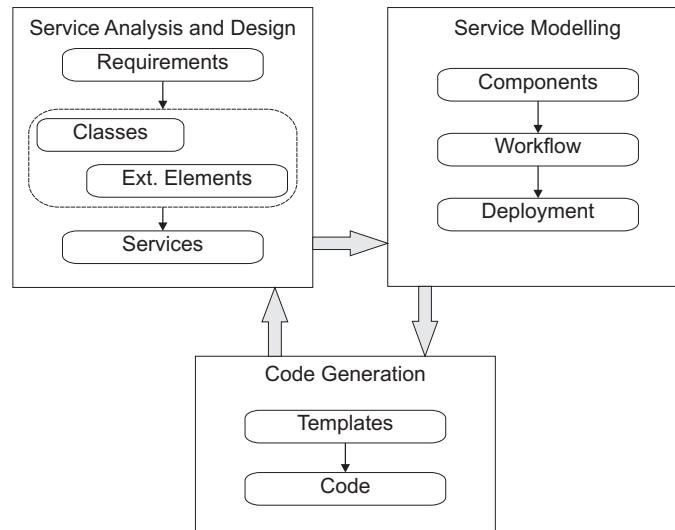 Service Analysis and Design
Requirements
Classes
Ext. Elements
Services
Service Modelling
Components
Workflow
Deployment
Code Generation
Templates
Code